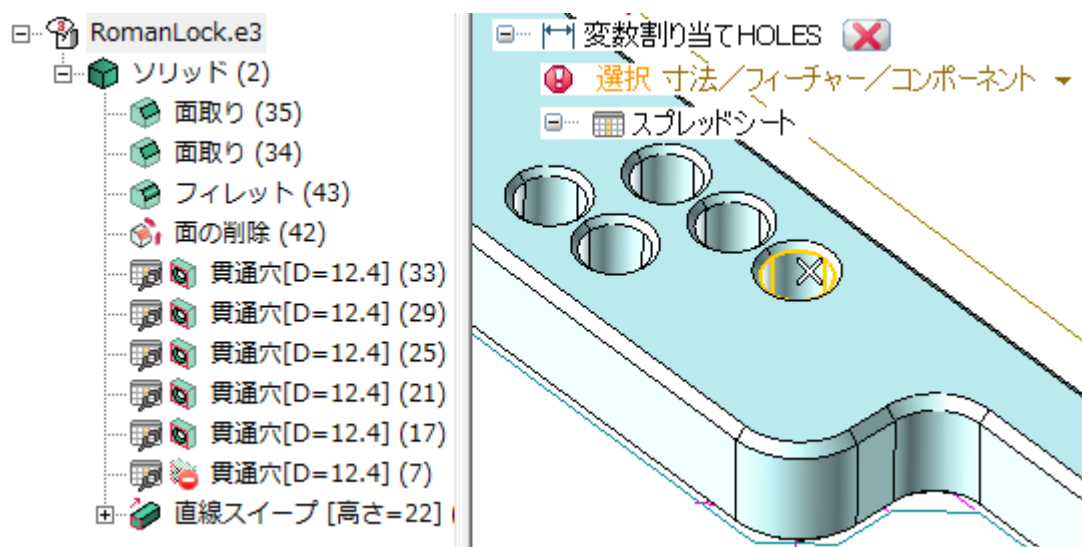 RomanLock.e3
ソリッド (2)
面取り (35)
面取り (34)
フィレット (43)
面の削除 (42)
貫通穴[D=12.4] (33)
貫通穴[D=12.4] (29)
貫通穴[D=12.4] (25)
貫通穴[D=12.4] (21)
貫通穴[D=12.4] (17)
貫通穴[D=12.4] (7)
直線スイープ [高さ=22] (
変数割り当てHOLES
選択 寸法／フィーチャー／コンポーネント
スプレッドシート